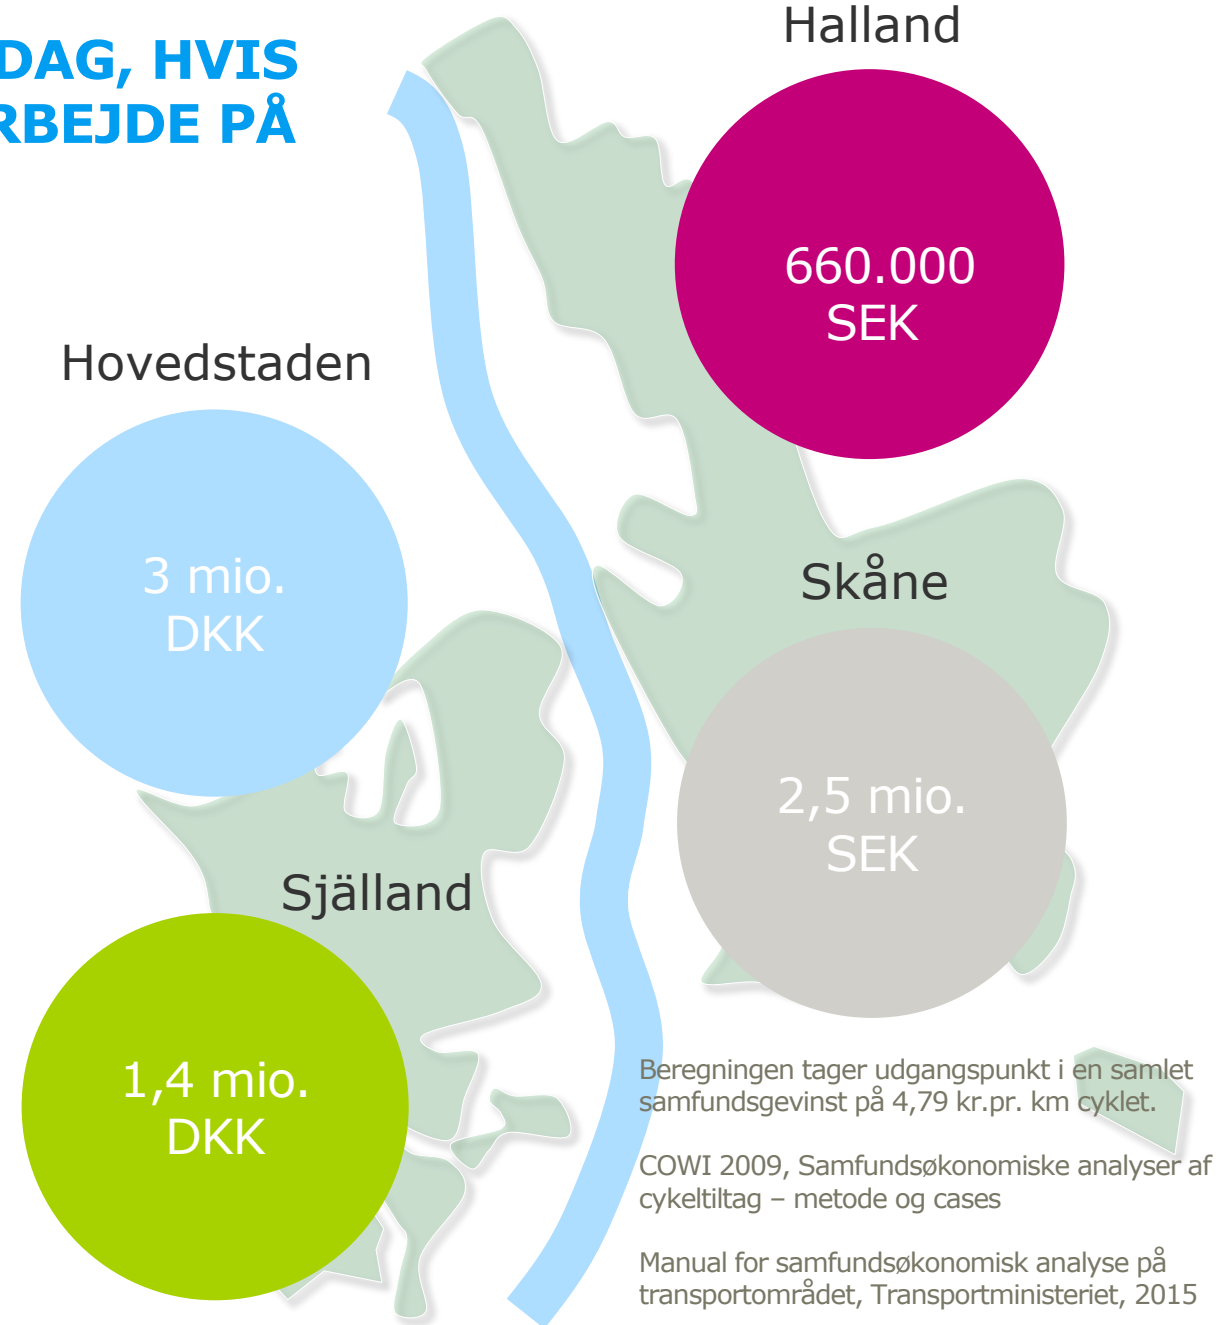 DAG, HVIS
RBEJDE PÅ
Halland
660.000
SEK
Hovedstaden
3 mio.
DKK
Skåne
2,5 mio.
SEK
Själland
1,4 mio.
DKK
Beregningen tager udgangspunkt i en samlet
samfundsgevinst på 4,79 kr.pr. km cyklet.
COWI 2009, Samfundsøkonomiske analyser af
cykeltiltag – metode og cases
Manual for samfundsøkonomisk analyse på
transportområdet, Transportministeriet, 2015